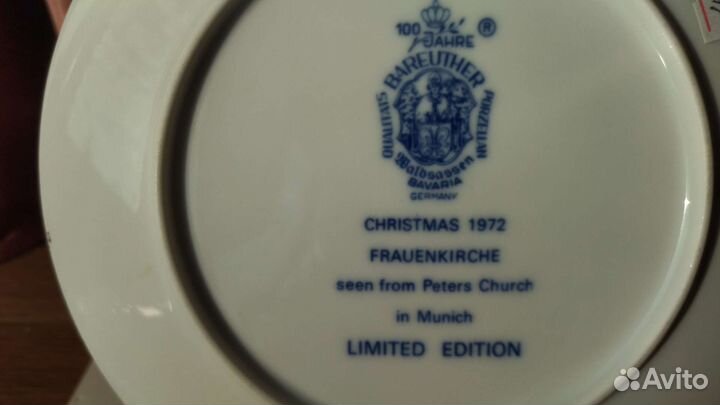 100 JAHRE ®
BAREUTHER
QUALITÄTS PORZELLAN
Waldsassen
BAVARIA
GERMANY
CHRISTMAS 1972
FRAUENKIRCHE
seen from Peters Church
in Munich
LIMITED EDITION
Avito